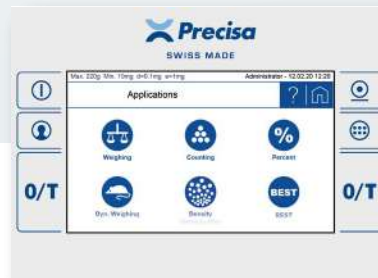 Precisa
SWISS MADE
Max. 220g Min. 10mg d=0.1mg e=1mg Administrator - 12.02.20 12:28
Applications
?
Weighing Counting Percent
%
0/T 0/T
BEST
Dyn. Weighing Density BEST